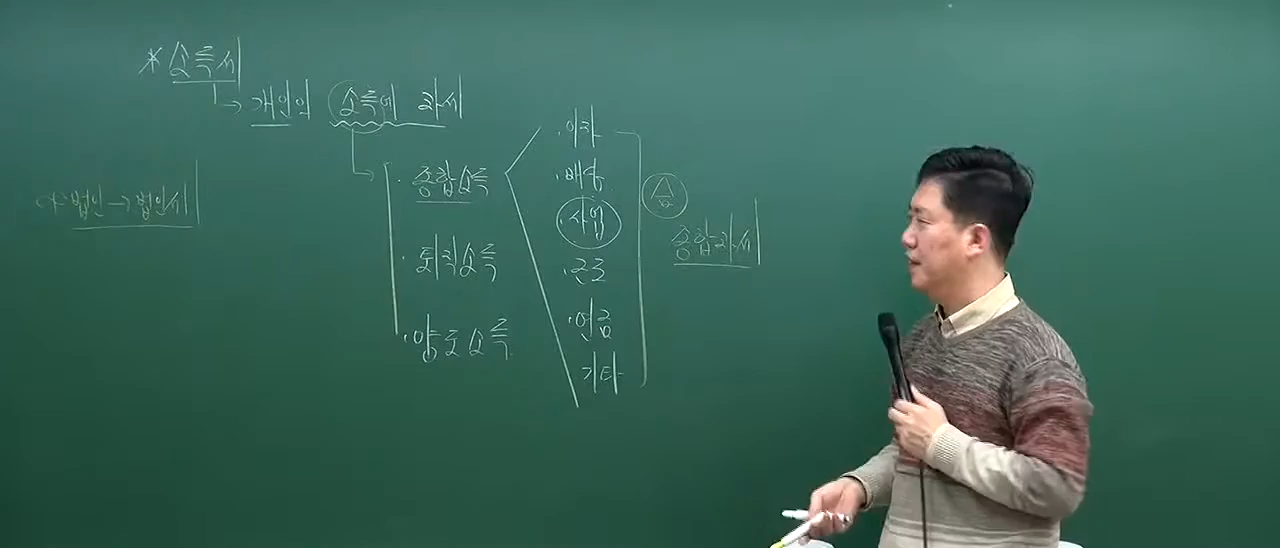 * 소득세
개인의 소득에 과세
법인 → 법인세
· 종합소득
· 퇴직소득
· 양도소득
· 이자
· 배당
· 사업
· 근로
· 연금
· 기타
종합과세